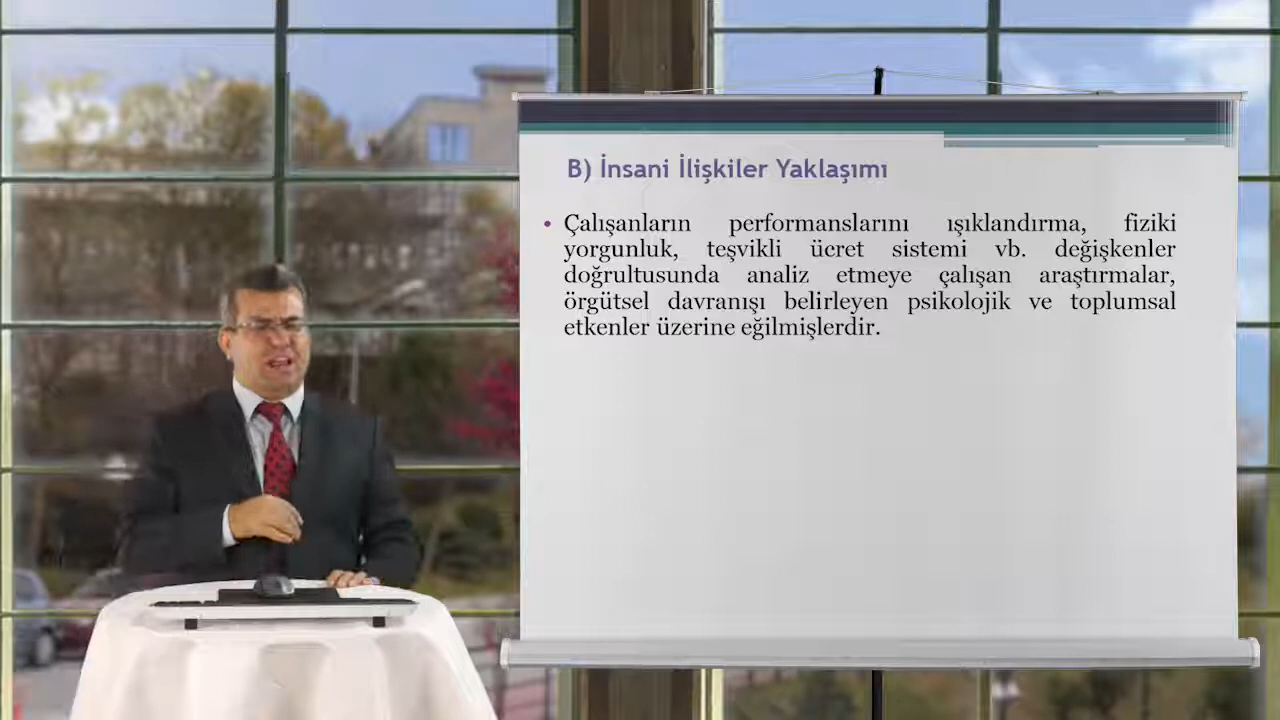 B) İnsani İlişkiler Yaklaşımı
• Çalışanların performanslarını ışıklandırma, fiziki
yorgunluk, teşvikli ücret sistemi vb. değişkenler
doğrultusunda analiz etmeye çalışan araştırmalar,
örgütsel davranışı belirleyen psikolojik ve toplumsal
etkenler üzerine eğilmişlerdir.